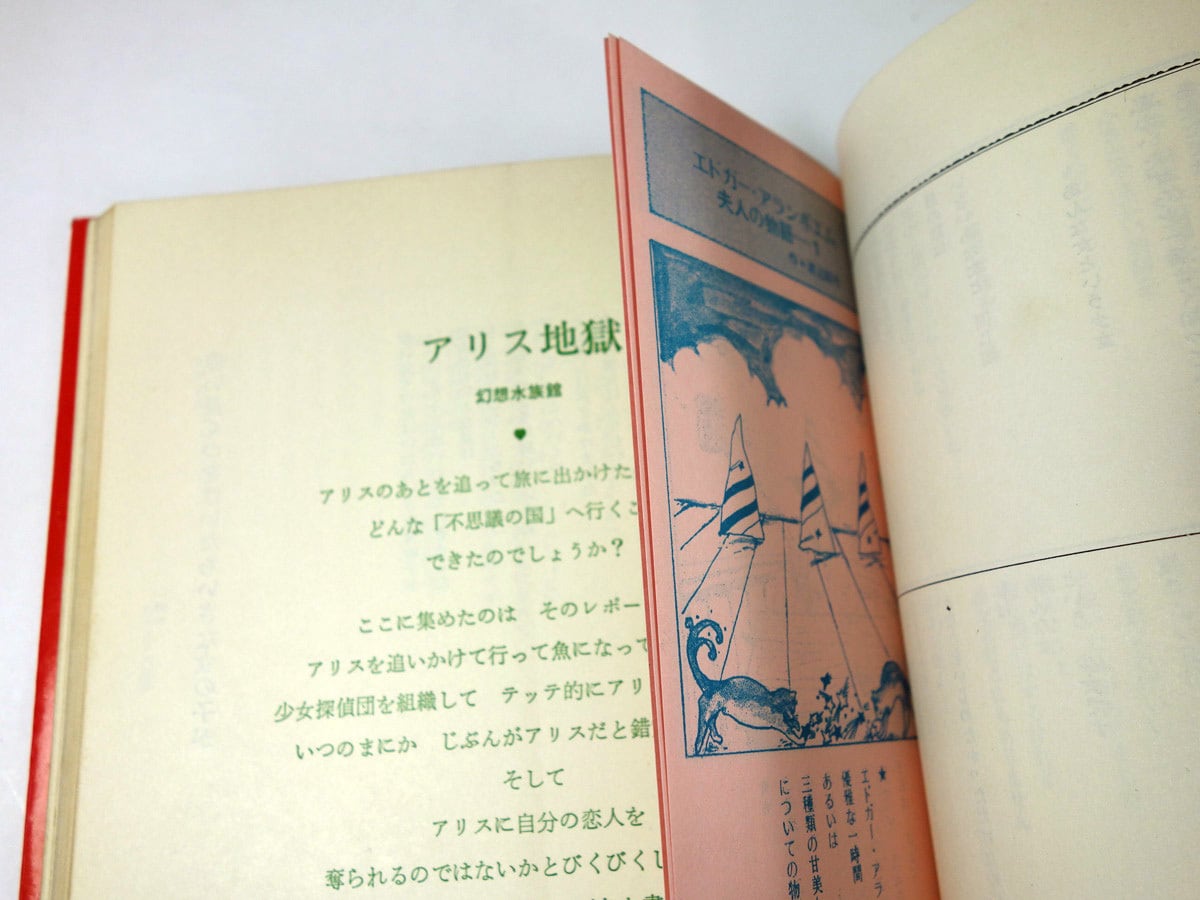 アリス地獄
幻想水族館
アリスのあとを追って旅に出かけた
どんな「不思議の国」へ行くこ
できたのでしょうか?
ここに集めたのは そのレポー
アリスを追いかけて行って魚になって
少女探偵団を組織して テッテ的にアリ
いつのまにか じぶんがアリスだと錯
そして
アリスに自分の恋人を
奪られるのではないかとびくびくし
エドガー・アランポエム
夫人の物語—1
★
エドガー・アラ
優雅な一時間
あるいは
三種類の甘美
についての物